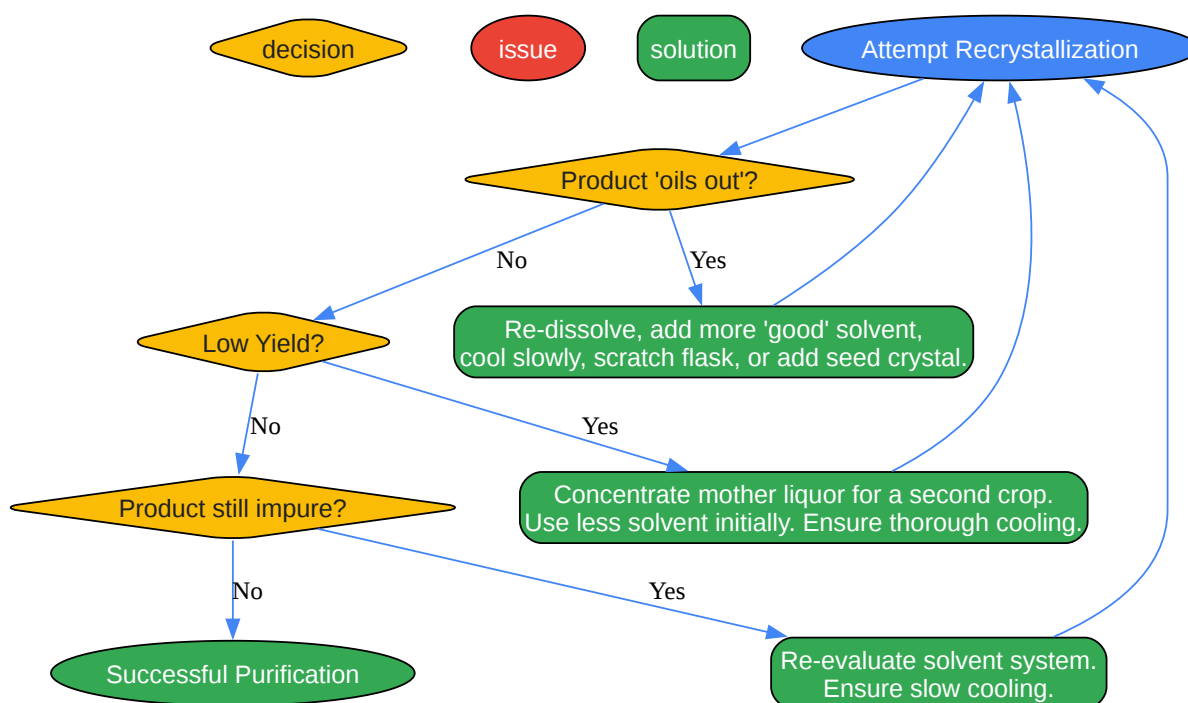 decision
issue
solution
Attempt Recrystallization
Product 'oils out'?
No
Yes
Low Yield?
Re-dissolve, add more 'good' solvent,
cool slowly, scratch flask, or add seed crystal.
No
Yes
Product still impure?
Concentrate mother liquor for a second crop.
Use less solvent initially. Ensure thorough cooling.
No
Yes
Successful Purification
Re-evaluate solvent system.
Ensure slow cooling.